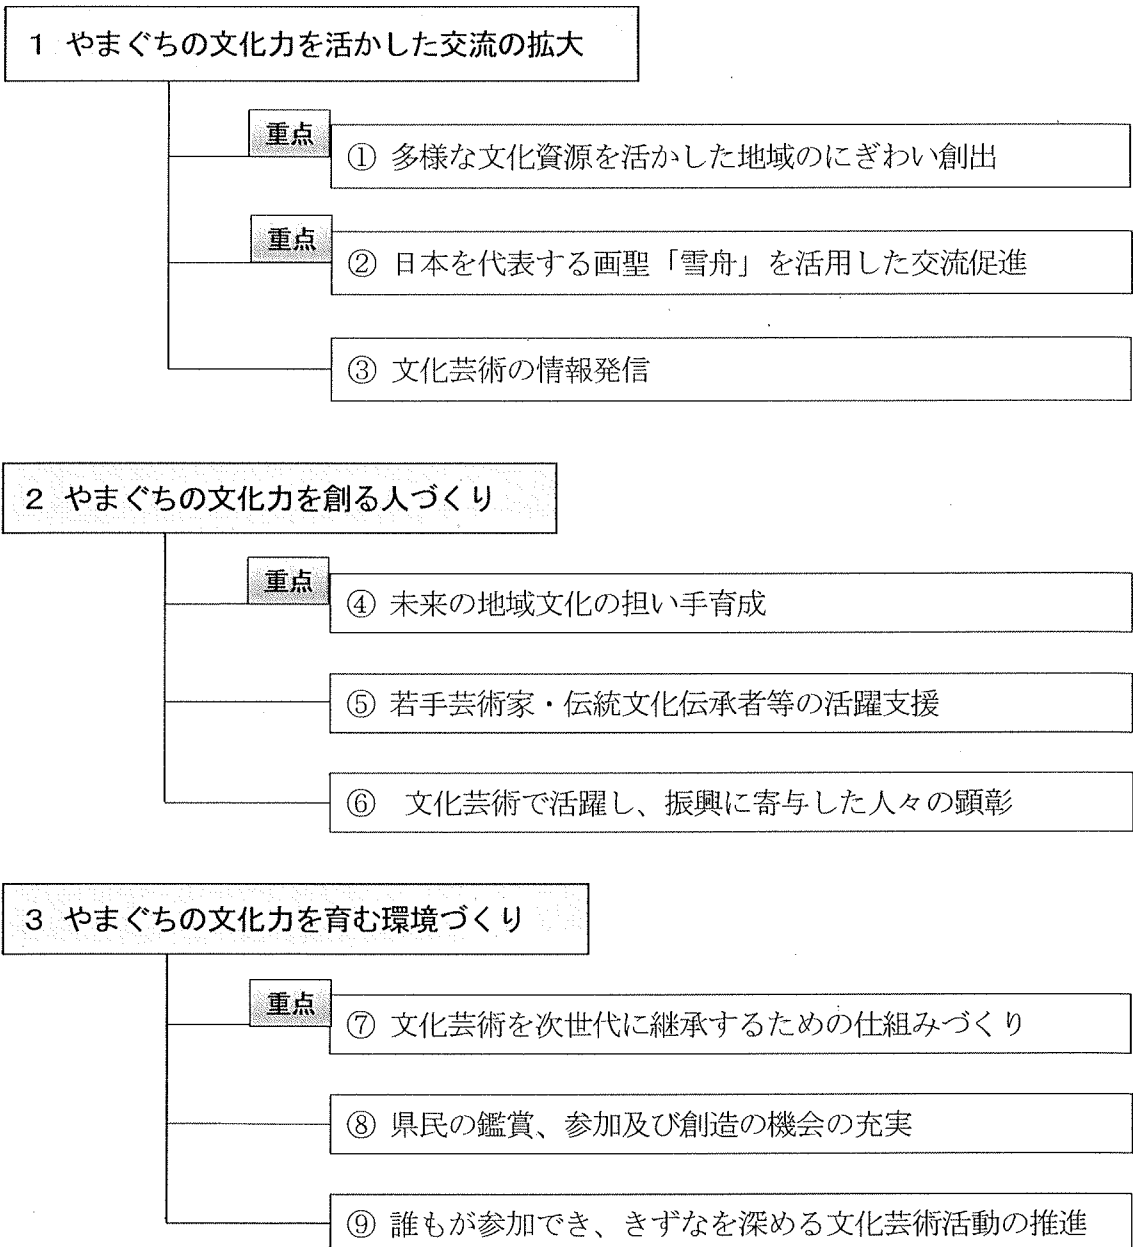 1 やまぐちの文化力を活かした交流の拡大
重点
① 多様な文化資源を活かした地域のにぎわい創出
重点
② 日本を代表する画聖「雪舟」を活用した交流促進
③ 文化芸術の情報発信
2 やまぐちの文化力を創る人づくり
重点
④ 未来の地域文化の担い手育成
⑤ 若手芸術家・伝統文化伝承者等の活躍支援
⑥ 文化芸術で活躍し、振興に寄与した人々の顕彰
3 やまぐちの文化力を育む環境づくり
重点
⑦ 文化芸術を次世代に継承するための仕組みづくり
⑧ 県民の鑑賞、参加及び創造の機会の充実
⑨ 誰もが参加でき、きずなを深める文化芸術活動の推進